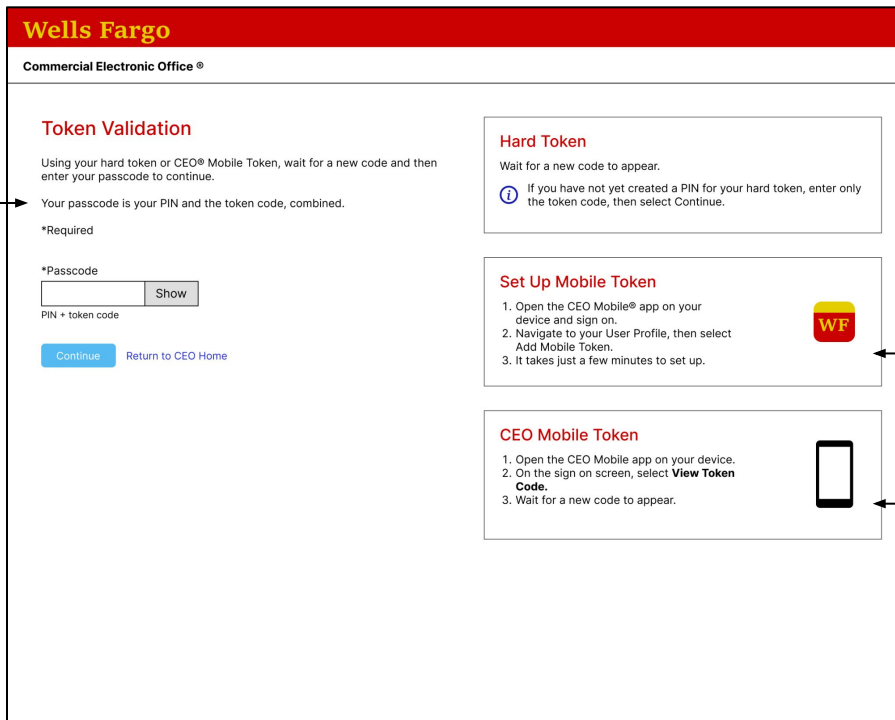 Wells Fargo
Commercial Electronic Office ®
Token Validation
Using your hard token or CEO® Mobile Token, wait for a new code and then
enter your passcode to continue.
Your passcode is your PIN and the token code, combined.
*Required
*Passcode
Show
PIN + token code
Continue
Return to CEO Home
Hard Token
Wait for a new code to appear.
i
If you have not yet created a PIN for your hard token, enter only
the token code, then select Continue.
Set Up Mobile Token
1. Open the CEO Mobile® app on your
device and sign on.
2. Navigate to your User Profile, then select
Add Mobile Token.
3. It takes just a few minutes to set up.
WF
CEO Mobile Token
1. Open the CEO Mobile app on your device.
2. On the sign on screen, select View Token
Code.
3. Wait for a new code to appear.